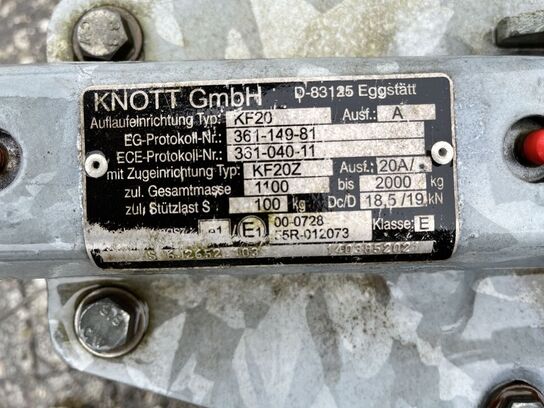 KNOTT GmbH D-83125 Eggstätt
Auflaufeinrichtung Typ: KF20 Ausf.: A
EG-Protokoll-Nr.: 361-149-81
ECE-Protokoll-Nr.: 361-040-11
mit Zugeinrichtung Typ: KF20Z Ausf.: 20A/
zul. Gesamtmasse 1100 bis 2000 kg
zul. Stützlast S 100 kg Dc/D 18,5/19 kN
e1/ E1 00-0728 Klasse: E
55R-012073